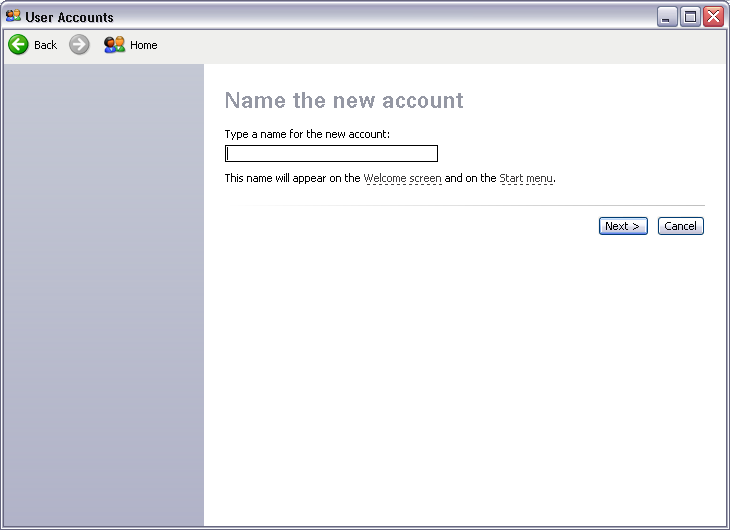 User Accounts
Back Home
Name the new account
Type a name for the new account:
This name will appear on the Welcome screen and on the Start menu.
Next > Cancel